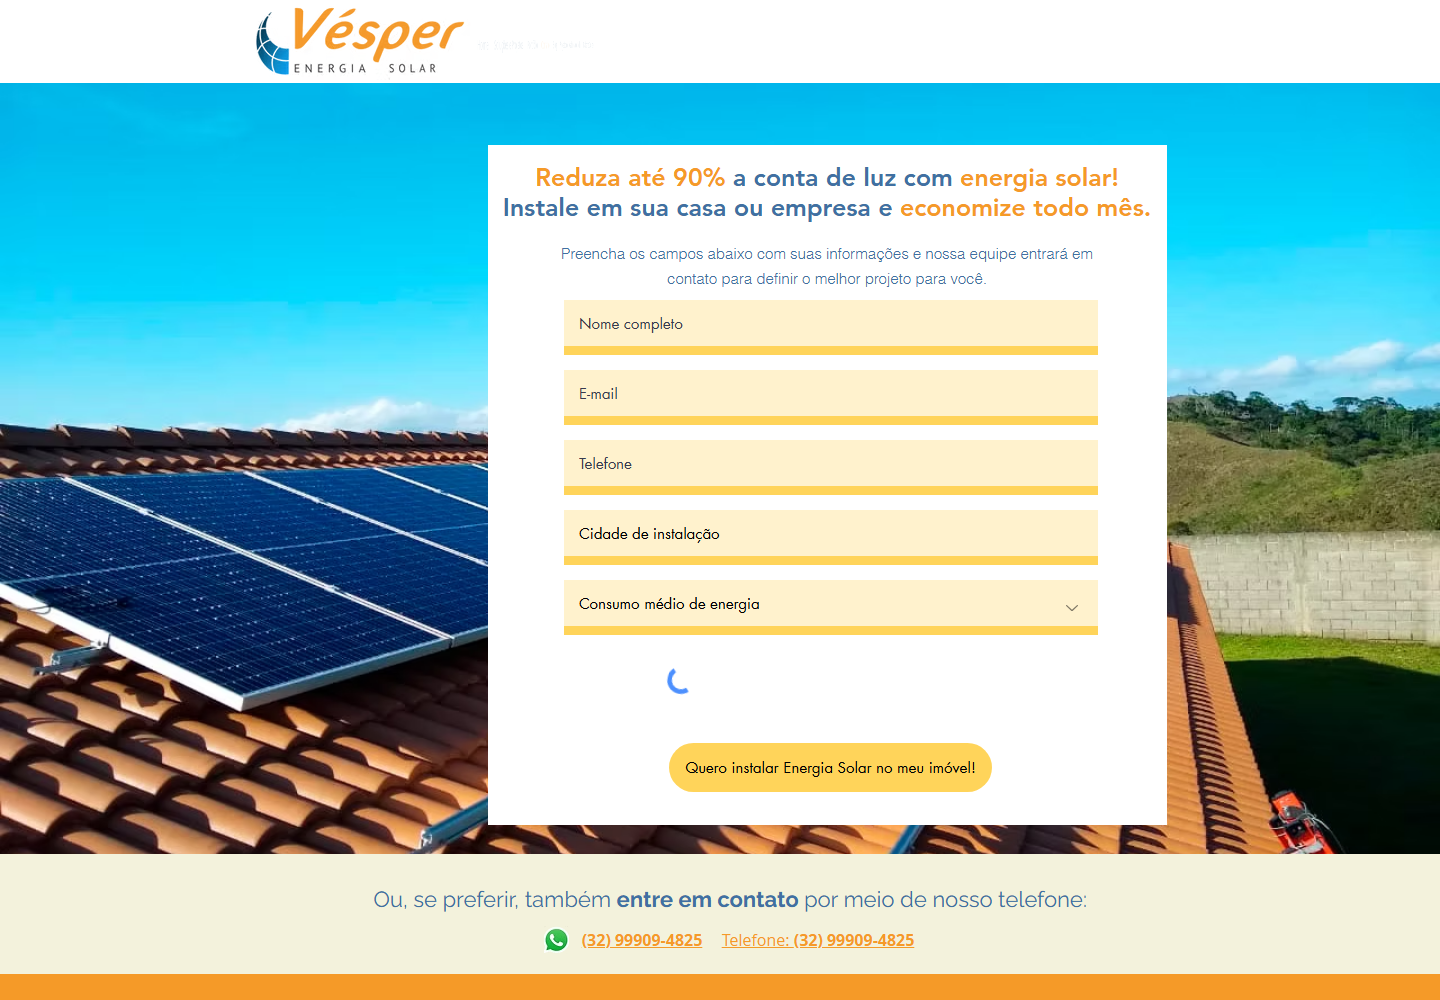 Vésper
ENERGIA SOLAR
Reduza até 90% a conta de luz com energia solar!
Instale em sua casa ou empresa e economize todo mês.
Preencha os campos abaixo com suas informações e nossa equipe entrará em
contato para definir o melhor projeto para você.
Nome completo
E-mail
Telefone
Cidade de instalação
Consumo médio de energia
Quero instalar Energia Solar no meu imóvel!
Ou, se preferir, também entre em contato por meio de nosso telefone:
(32) 99909-4825 Telefone: (32) 99909-4825